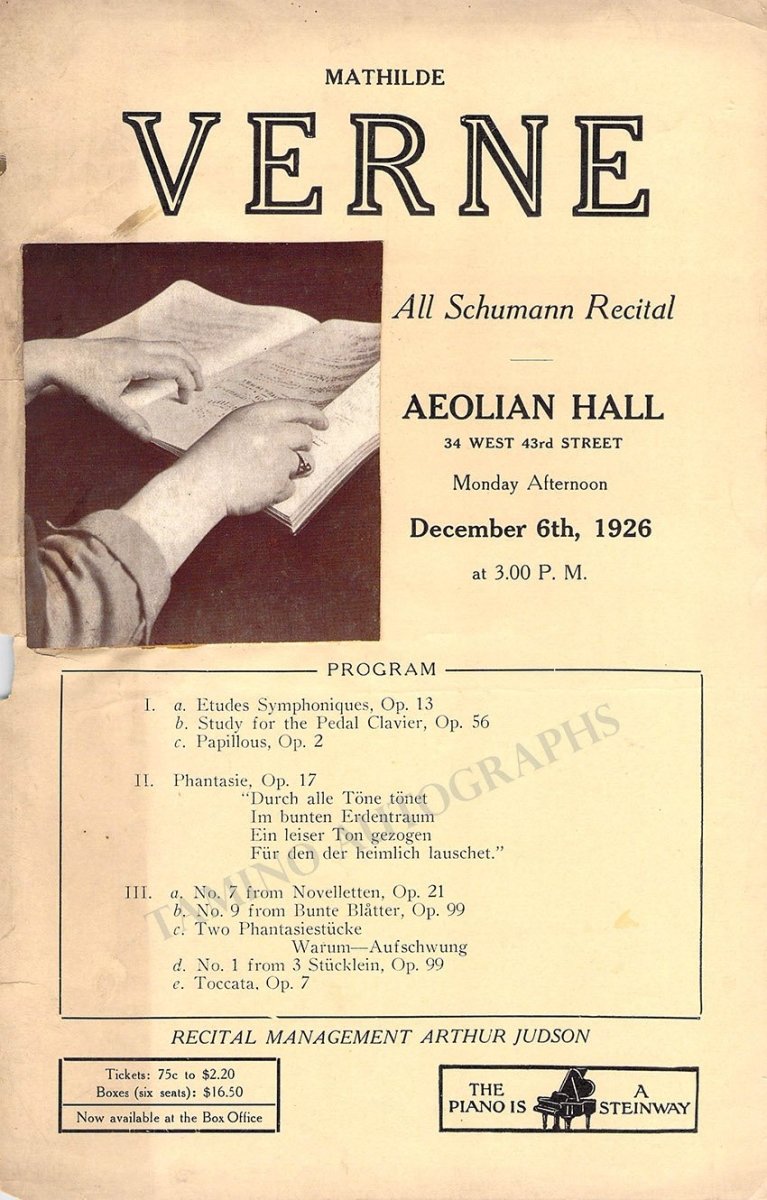 MATHILDE
VERNE
All Schumann Recital
AEOLIAN HALL
34 WEST 43rd STREET
Monday Afternoon
December 6th, 1926
at 3.00 P. M.
PROGRAM
I. a. Etudes Symphoniques, Op. 13
b. Study for the Pedal Clavier, Op. 56
c. Papillous, Op. 2
II. Phantasie, Op. 17
"Durch alle Töne tönet
Im bunten Erdentraum
Ein leiser Ton gezogen
Für den der heimlich lauschet."
III. a. No. 7 from Novelletten, Op. 21
b. No. 9 from Bunte Blåtter, Op. 99
c. Two Phantasiestücke
Warum—Aufschwung
d. No. 1 from 3 Stücklein, Op. 99
e. Toccata, Op. 7
TAMINO AUTOGRAPHS
RECITAL MANAGEMENT ARTHUR JUDSON
Tickets: 75c to $2.20
Boxes (six seats): $16.50
Now available at the Box Office
THE PIANO IS A STEINWAY